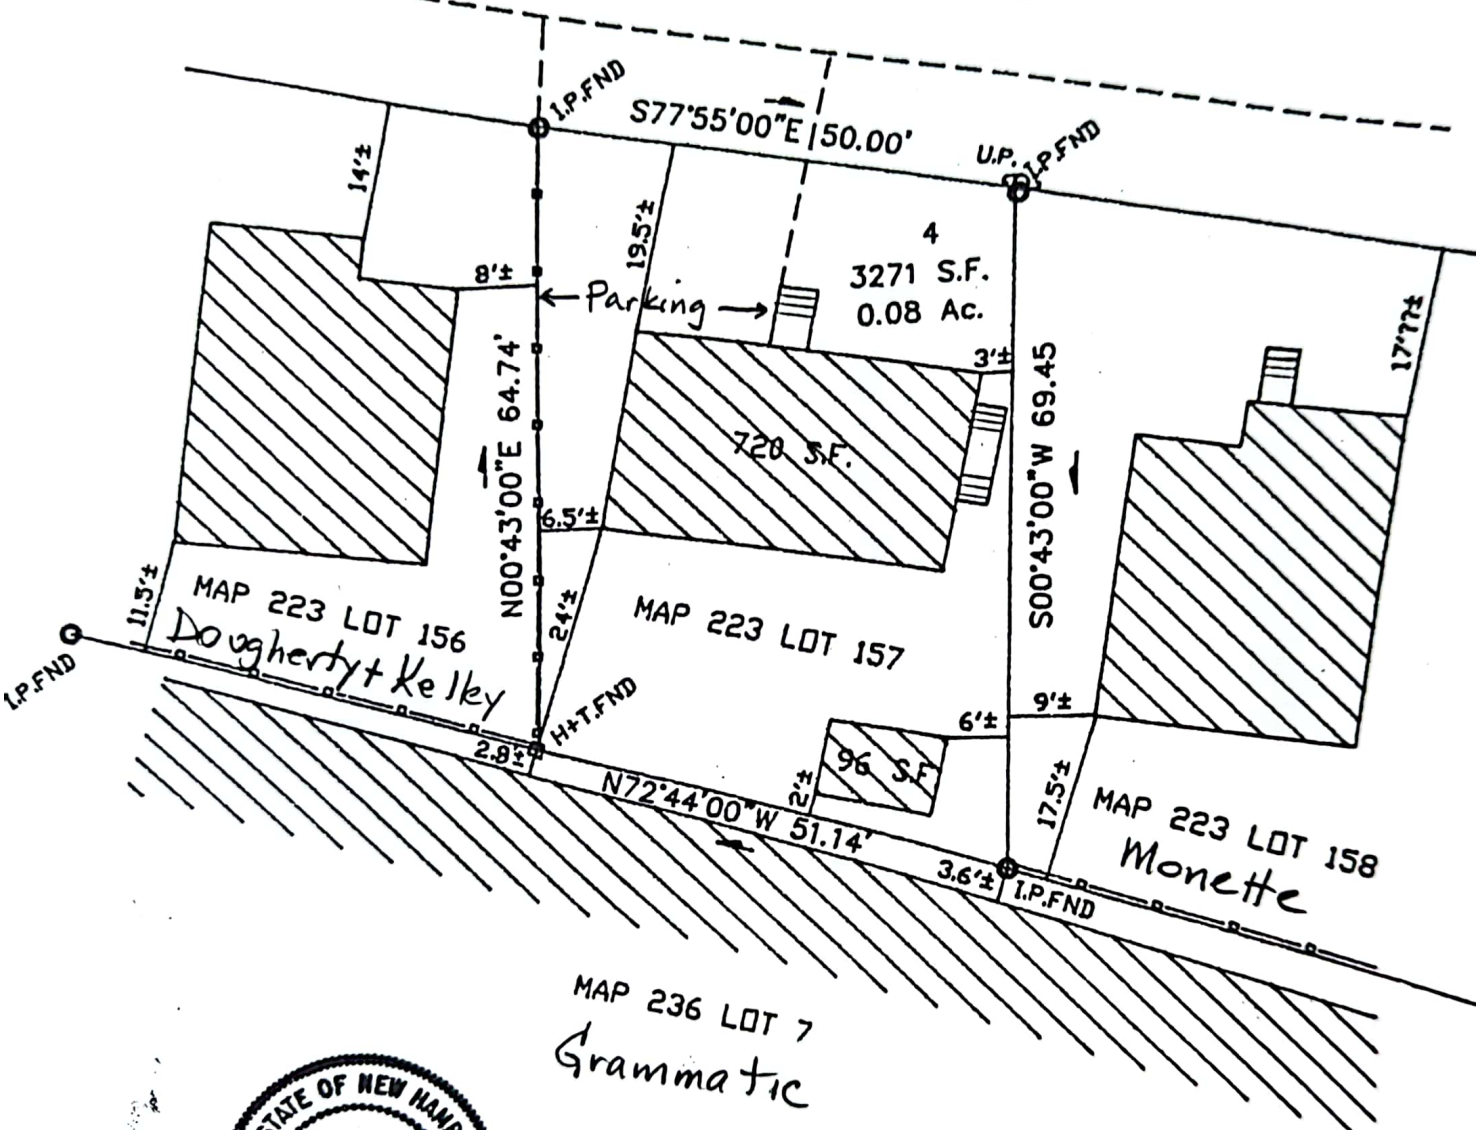 I.P.FND
S77°55'00"E 50.00'
U.P.
I.P.FND
14'±
19.5'±
4
3271 S.F.
0.08 Ac.
8'±
Parking
3'±
17'??±
N00°43'00"E 64.74'
S00°43'00"W 69.45
720 S.F.
6.5'±
11.5'±
MAP 223 LOT 156
Dougherty + Kelley
24'±
MAP 223 LOT 157
I.P.FND
H+T.FND
2.8'±
6'±
9'±
96 S.F.
2'±
N72°44'00"W 51.14'
17.5'±
MAP 223 LOT 158
Monette
3.6'±
I.P.FND
MAP 236 LOT 7
Grammatic
STATE OF NEW HAMP